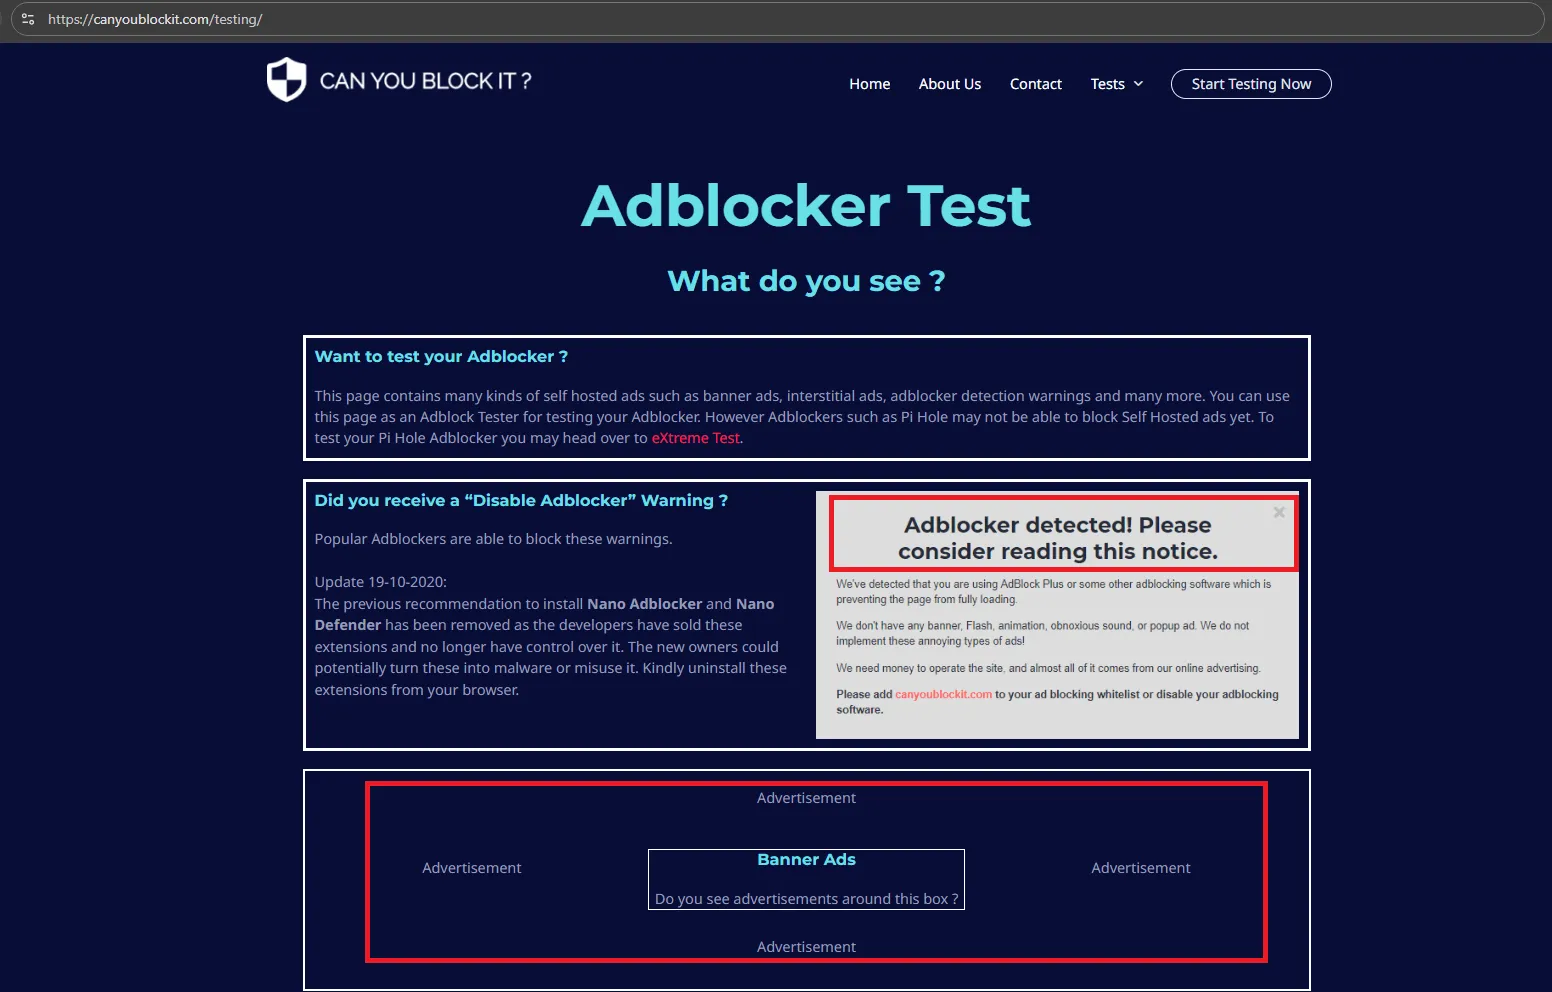 https://canyoublockit.com/testing/
CAN YOU BLOCK IT ?
Home
About Us
Contact
Tests
Start Testing Now
Adblocker Test
What do you see ?
Want to test your Adblocker ?
This page contains many kinds of self hosted ads such as banner ads, interstitial ads, adblocker detection warnings and many more. You can use
this page as an Adblock Tester for testing your Adblocker. However Adblockers such as Pi Hole may not be able to block Self Hosted ads yet. To
test your Pi Hole Adblocker you may head over to eXtreme Test.
Did you receive a “Disable Adblocker” Warning ?
Popular Adblockers are able to block these warnings.
Update 19-10-2020:
The previous recommendation to install Nano Adblocker and Nano
Defender has been removed as the developers have sold these
extensions and no longer have control over it. The new owners could
potentially turn these into malware or misuse it. Kindly uninstall these
extensions from your browser.
Adblocker detected! Please
consider reading this notice.
We've detected that you are using AdBlock Plus or some other adblocking software which is
preventing the page from fully loading.
We don't have any banner, Flash, animation, obnoxious sound, or popup ad. We do not
implement these annoying types of ads!
We need money to operate the site, and almost all of it comes from our online advertising.
Please add canyoublockit.com to your ad blocking whitelist or disable your adblocking
software.
Advertisement
Advertisement
Banner Ads
Do you see advertisements around this box ?
Advertisement
Advertisement